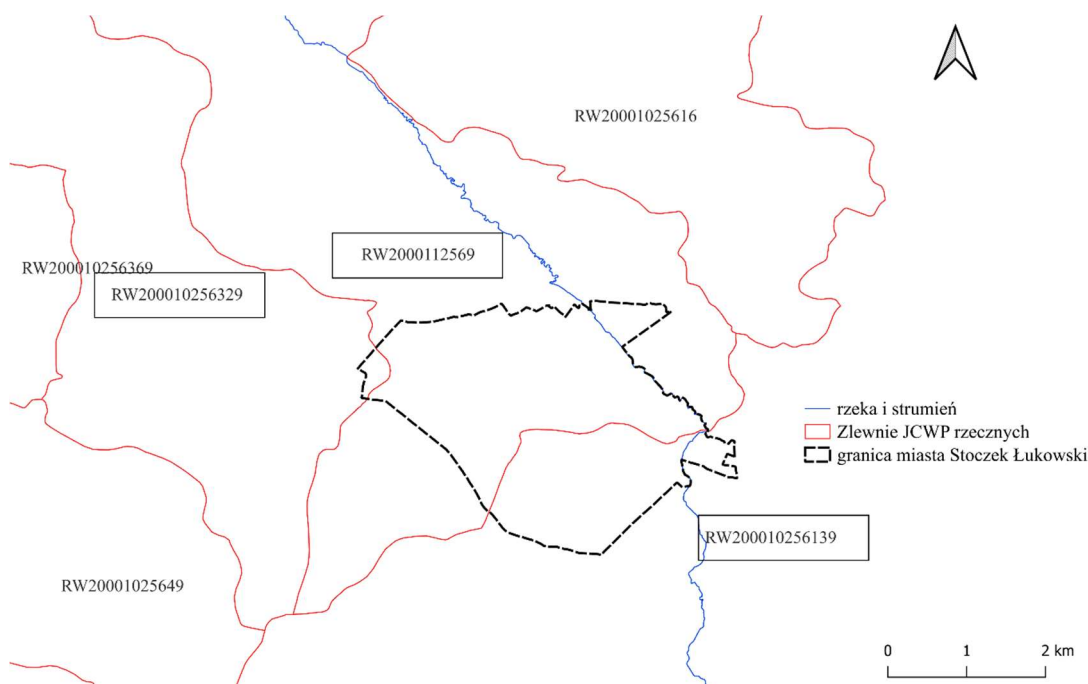 RW20001025616
RW2000112569
RW200010256369
RW200010256329
rzeka i strumień
Zlewnie JCWP rzecznych
granica miasta Stoczek Łukowski
RW200010256139
RW20001025649
0 1 2 km